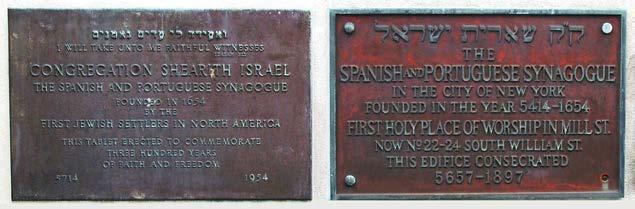 ואעידה לי עדים נאמנים
I WILL TAKE UNTO ME FAITHFUL WITNESSES
CONGREGATION SHEARITH ISRAEL
THE SPANISH AND PORTUGUESE SYNAGOGUE
FOUNDED IN 1654
BY THE
FIRST JEWISH SETTLERS IN NORTH AMERICA
THIS TABLET ERECTED TO COMMEMORATE
THREE HUNDRED YEARS
OF FAITH AND FREEDOM
5714 1954
ק״ק שארית ישראל
THE
SPANISH AND PORTUGUESE SYNAGOGUE
IN THE CITY OF NEW YORK
FOUNDED IN THE YEAR 5414-1654
FIRST HOLY PLACE OF WORSHIP IN MILL ST.
NOW No 22-24 SOUTH WILLIAM ST.
THIS EDIFICE CONSECRATED
5657-1897